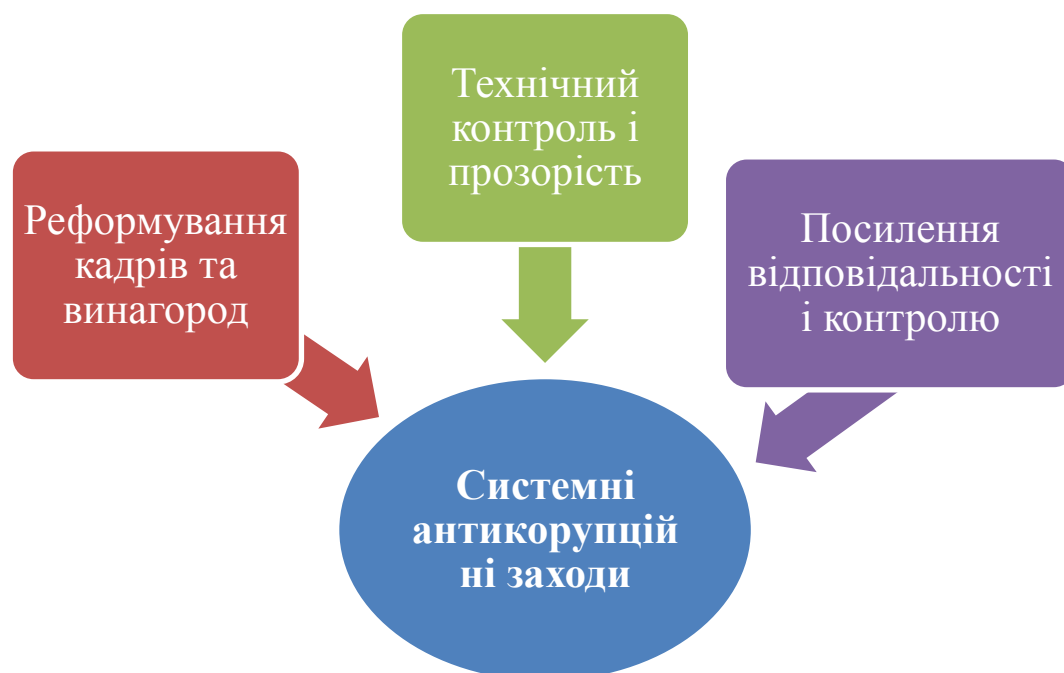 Технічний
контроль і
прозорість
Реформування
кадрів та
винагород
Посилення
відповідальності
і контролю
Системні
антикорупцій
ні заходи